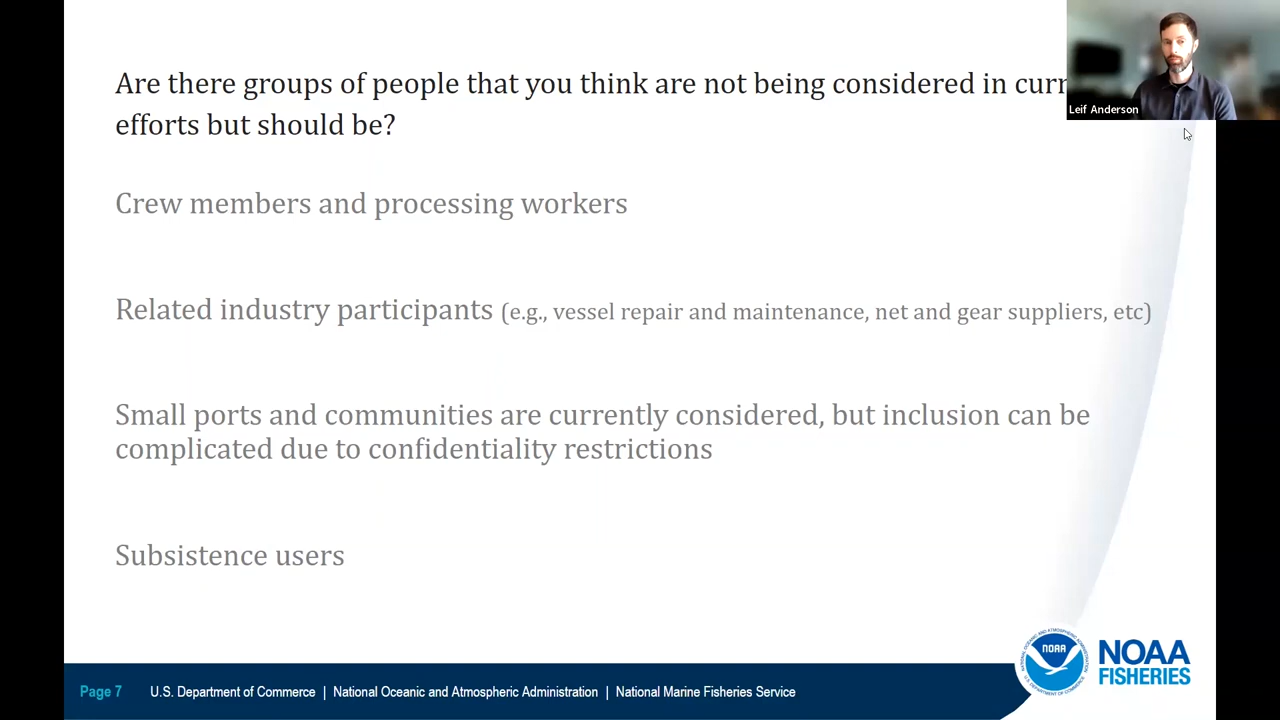 Are there groups of people that you think are not being considered in curr
efforts but should be?
Leif Anderson
Crew members and processing workers
Related industry participants (e.g., vessel repair and maintenance, net and gear suppliers, etc)
Small ports and communities are currently considered, but inclusion can be
complicated due to confidentiality restrictions
Subsistence users
NOAA
NOAA
FISHERIES
Page 7 U.S. Department of Commerce | National Oceanic and Atmospheric Administration | National Marine Fisheries Service